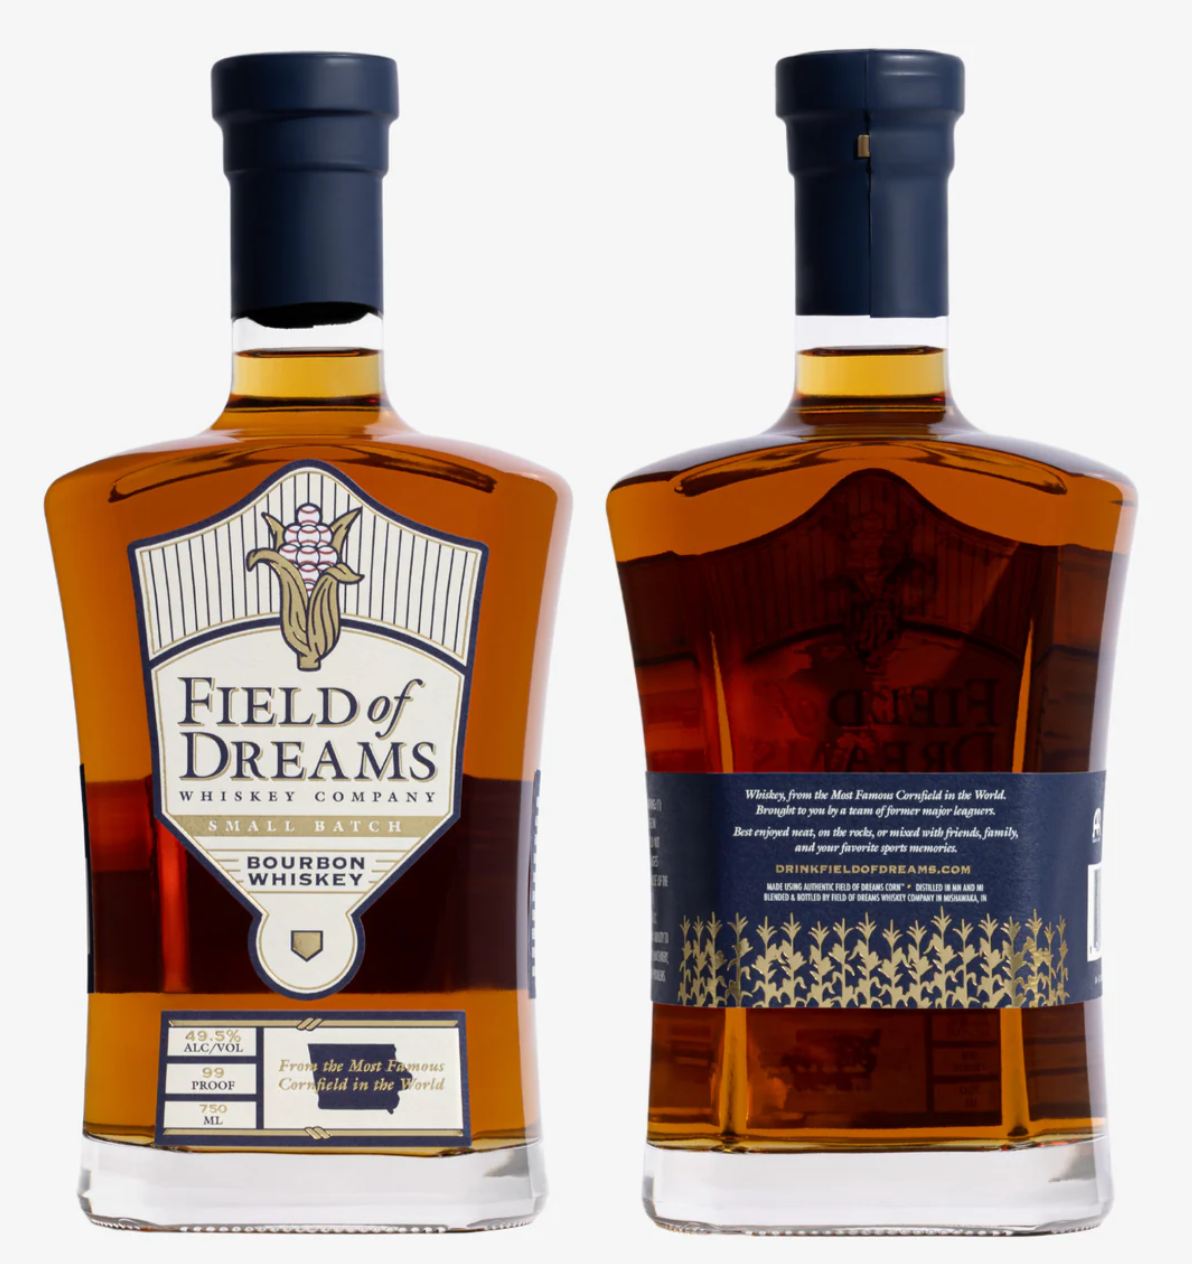 FIELD of
DREAMS
WHISKEY COMPANY
SMALL BATCH
BOURBON
WHISKEY
49.5%
ALC/VOL
99
PROOF
750
ML
From the Most Famous
Cornfield in the World
Whiskey, from the Most Famous Cornfield in the World.
Brought to you by a team of former major leaguers.
Best enjoyed neat, on the rocks, or mixed with friends, family,
and your favorite sports memories.
DRINKFIELDOFDREAMS.COM
MADE USING AUTHENTIC FIELD OF DREAMS CORN™ • DISTILLED IN MN AND MI
BLENDED & BOTTLED BY FIELD OF DREAMS WHISKEY COMPANY IN MISHAWAKA, IN